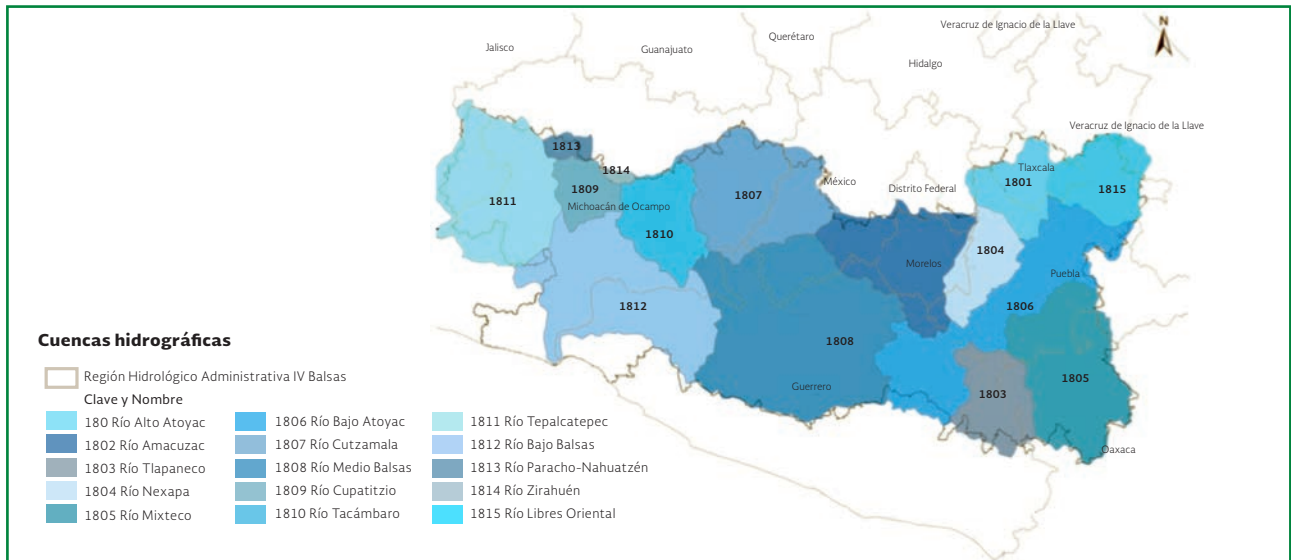 Veracruz de Ignacio de la Llave
N
Querétaro
Jalisco
Guanajuato
Hidalgo
Veracruz de Ignacio de la Llave
1813
1814
Tlaxcala
México
Distrito Federal
1801
1809
1815
1811
1807
Michoacán de Ocampo
1810
1804
Morelos
Puebla
1812
1806
1808
1805
Guerrero
1803
Oaxaca
Cuencas hidrográficas
Región Hidrológico Administrativa IV Balsas
Clave y Nombre
180 Río Alto Atoyac
1802 Río Amacuzac
1803 Río Tlapaneco
1804 Río Nexapa
1805 Río Mixteco
1806 Río Bajo Atoyac
1807 Río Cutzamala
1808 Río Medio Balsas
1809 Río Cupatitzio
1810 Río Tacámbaro
1811 Río Tepalcatepec
1812 Río Bajo Balsas
1813 Río Paracho-Nahuatzén
1814 Río Zirahuén
1815 Río Libres Oriental